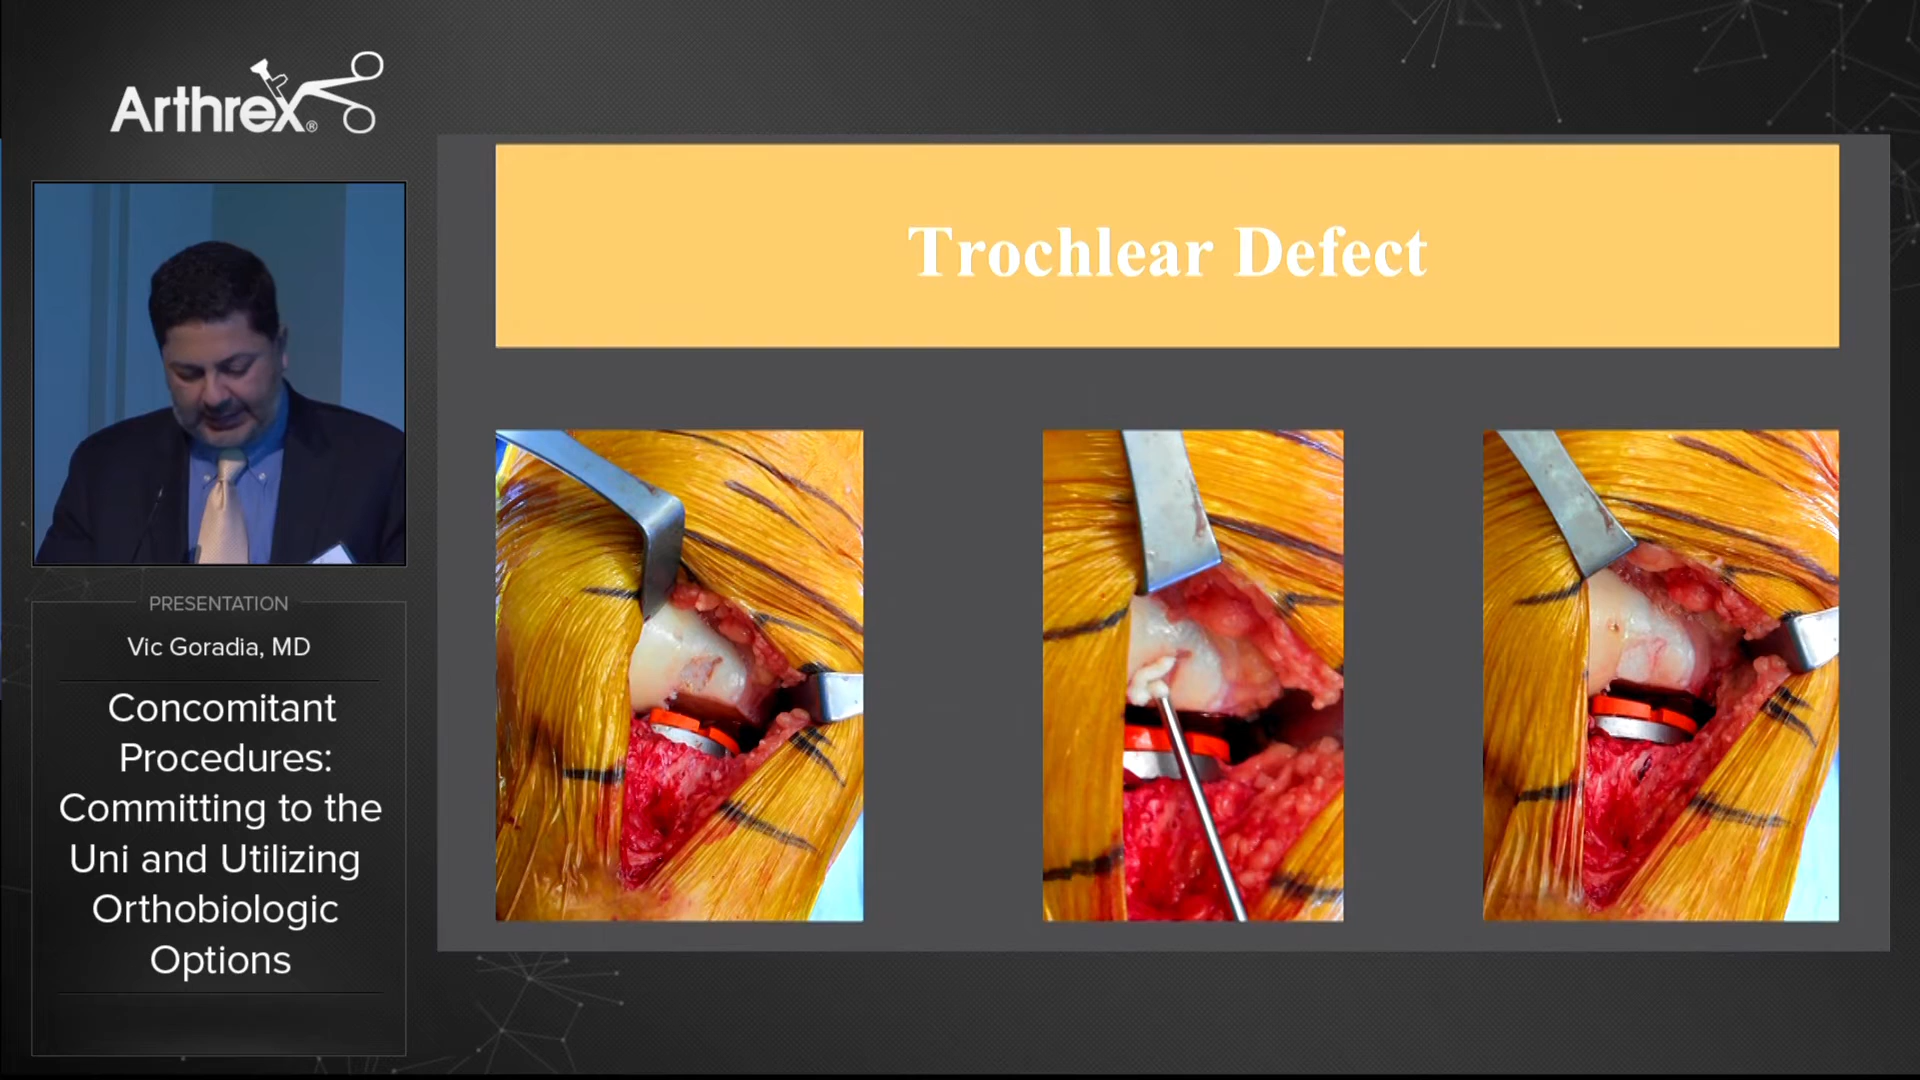 Arthrex®
Trochlear Defect
PRESENTATION
Vic Goradia, MD
Concomitant
Procedures:
Committing to the
Uni and Utilizing
Orthobiologic
Options